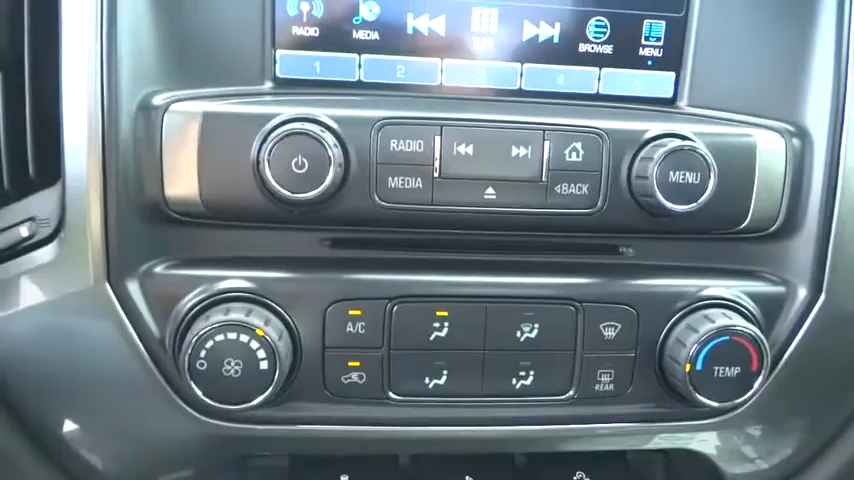 RADIO MEDIA BROWSE MENU
1 2 3 4 5
RADIO
MEDIA BACK
MENU
A/C
REAR
TEMP